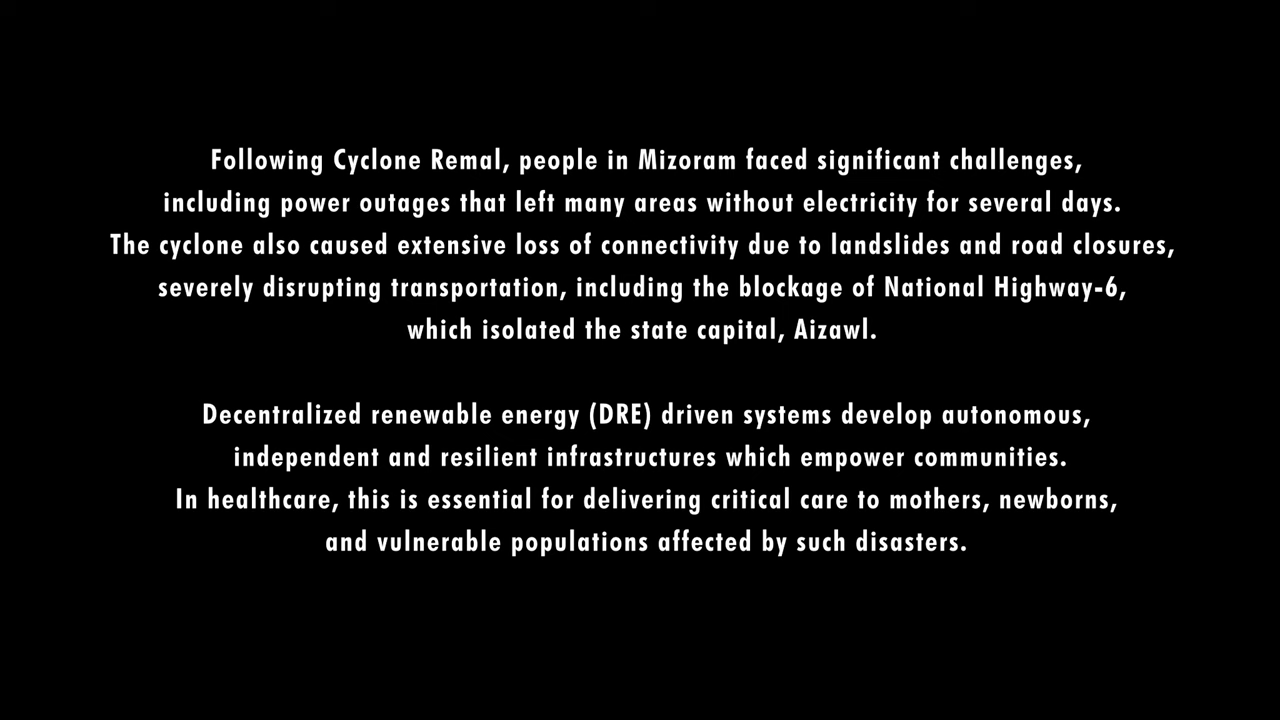 Following Cyclone Remal, people in Mizoram faced significant challenges,
including power outages that left many areas without electricity for several days.
The cyclone also caused extensive loss of connectivity due to landslides and road closures,
severely disrupting transportation, including the blockage of National Highway-6,
which isolated the state capital, Aizawl.
Decentralized renewable energy (DRE) driven systems develop autonomous,
independent and resilient infrastructures which empower communities.
In healthcare, this is essential for delivering critical care to mothers, newborns,
and vulnerable populations affected by such disasters.